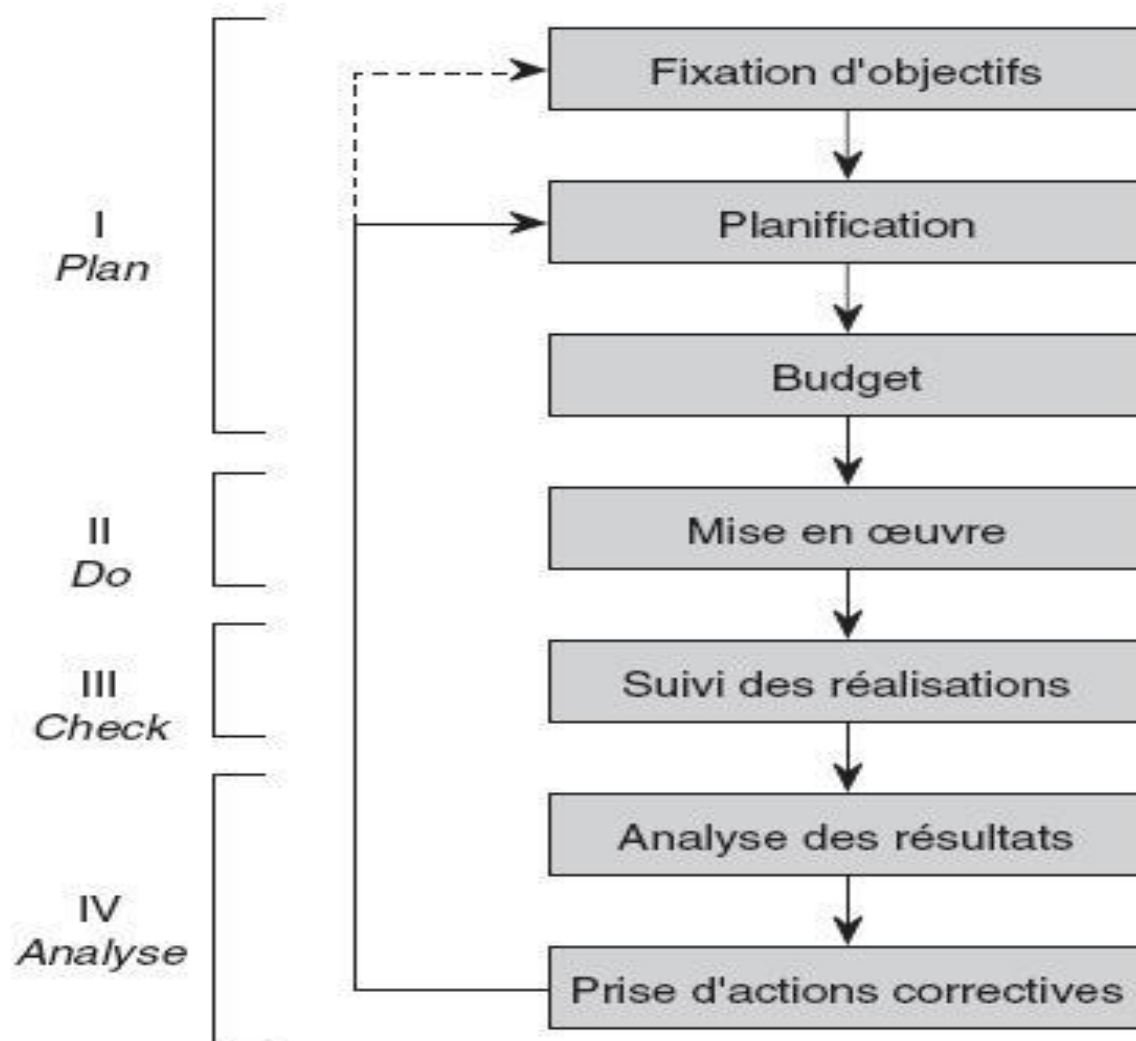 Fixation d'objectifs
I
Plan
Planification
Budget
II
Do
Mise en œuvre
III
Check
Suivi des réalisations
Analyse des résultats
IV
Analyse
Prise d'actions correctives